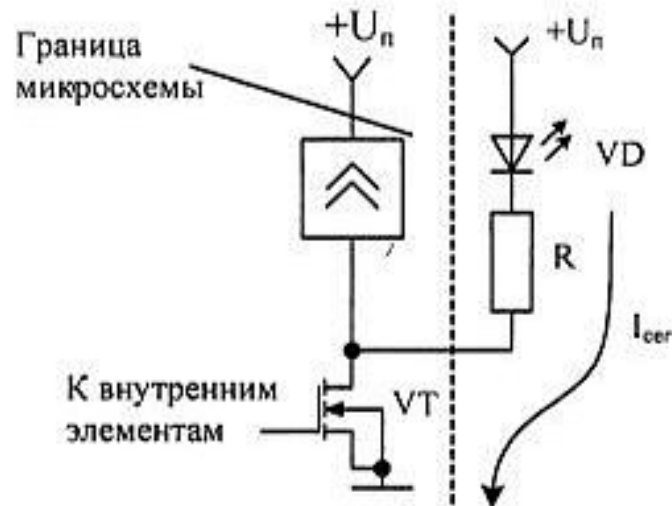 Граница
микросхемы
+Uп
+Uп
VD
R
Iсег
К внутренним
элементам
VT